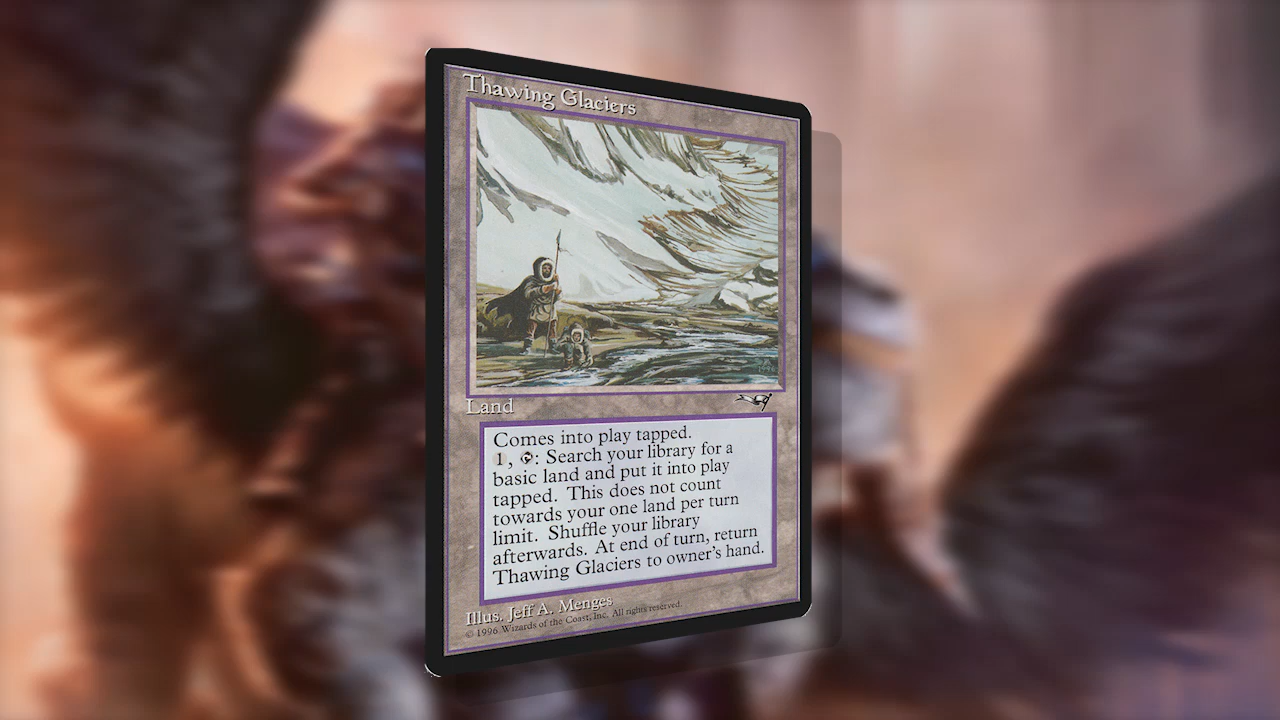 Thawing Glaciers
Land
Comes into play tapped.
1, : Search your library for a
basic land and put it into play
tapped. This does not count
towards your one land per turn
limit. Shuffle your library
afterwards. At end of turn, return
Thawing Glaciers to owner's hand.
Illus. Jeff A. Menges
© 1996 Wizards of the Coast, Inc. All rights reserved.